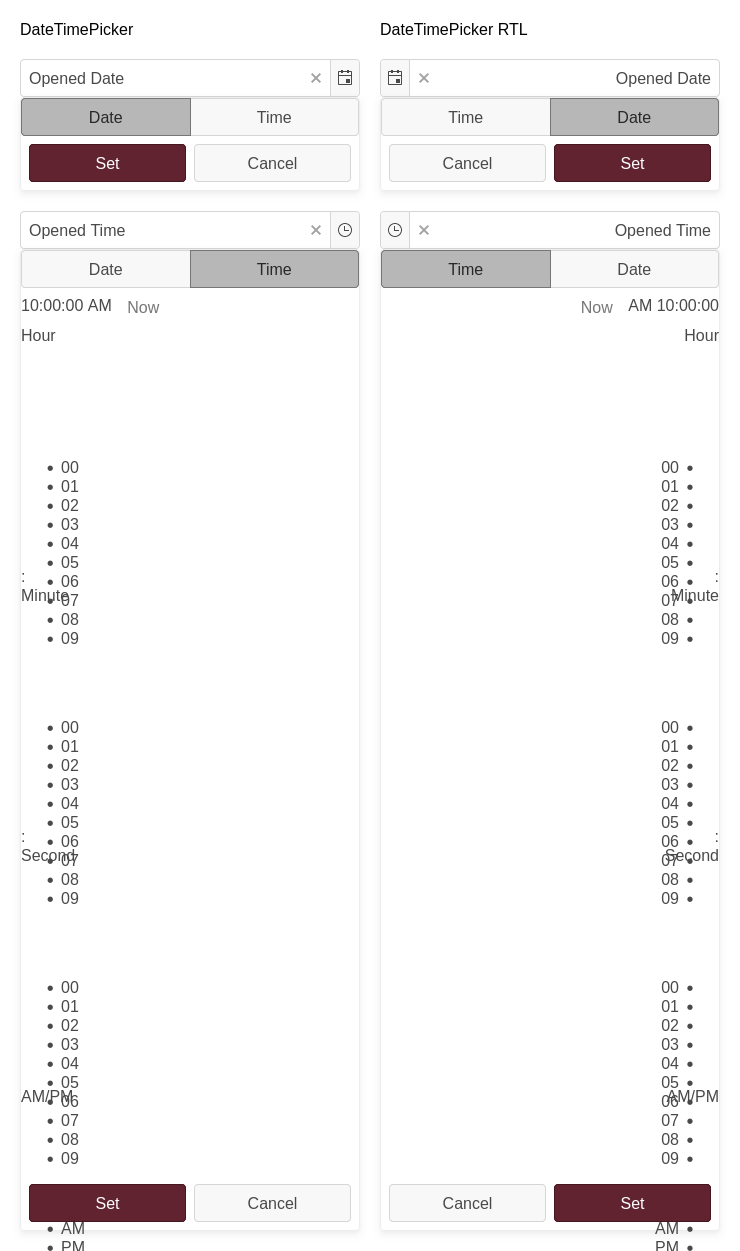 DateTimePicker
Opened Date
Date
Time
Set
Cancel
Opened Time
Date
Time
10:00:00 AM
Now
Hour
00
01
02
03
04
05
06
07
08
09
:
Minute
00
01
02
03
04
05
06
07
08
09
:
Second
00
01
02
03
04
05
06
07
08
09
AM/PM
Set
Cancel
AM
PM
DateTimePicker RTL
Opened Date
Time
Date
Cancel
Set
Opened Time
Time
Date
Now
AM 10:00:00
Hour
00
01
02
03
04
05
06
07
08
09
:
Minute
00
01
02
03
04
05
06
07
08
09
:
Second
00
01
02
03
04
05
06
07
08
09
AM/PM
Cancel
Set
AM
PM